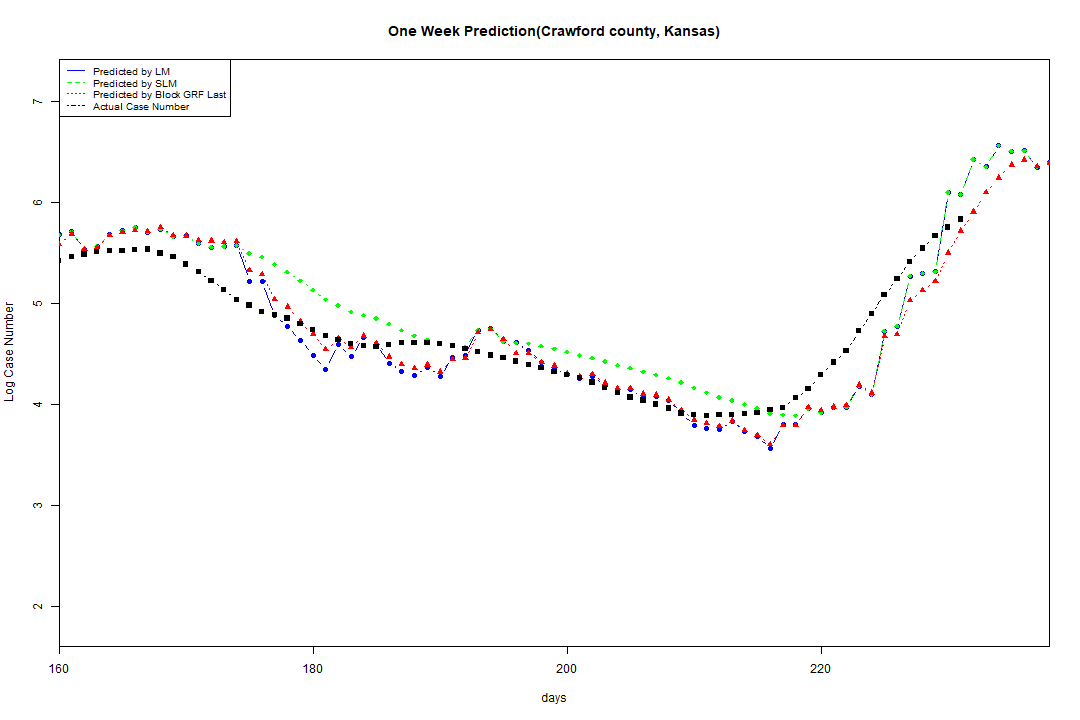 One Week Prediction(Crawford county, Kansas)
Predicted by LM
Predicted by SLM
Predicted by Block GRF Last
Actual Case Number
7
6
5
4
3
2
Log Case Number
160 180 200 220
days